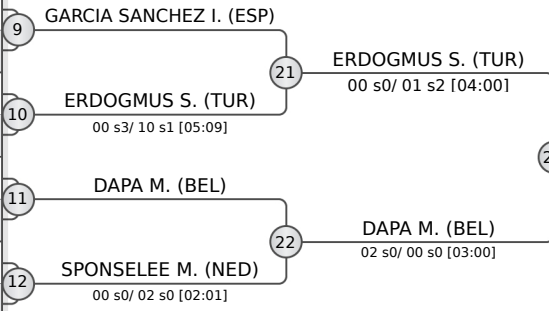 GARCIA SANCHEZ I. (ESP)
9
ERDOGMUS S. (TUR)
21
00 s0/ 01 s2 [04:00]
ERDOGMUS S. (TUR)
10
00 s3/ 10 s1 [05:09]
DAPA M. (BEL)
11
DAPA M. (BEL)
22
02 s0/ 00 s0 [03:00]
SPONSELEE M. (NED)
12
00 s0/ 02 s0 [02:01]